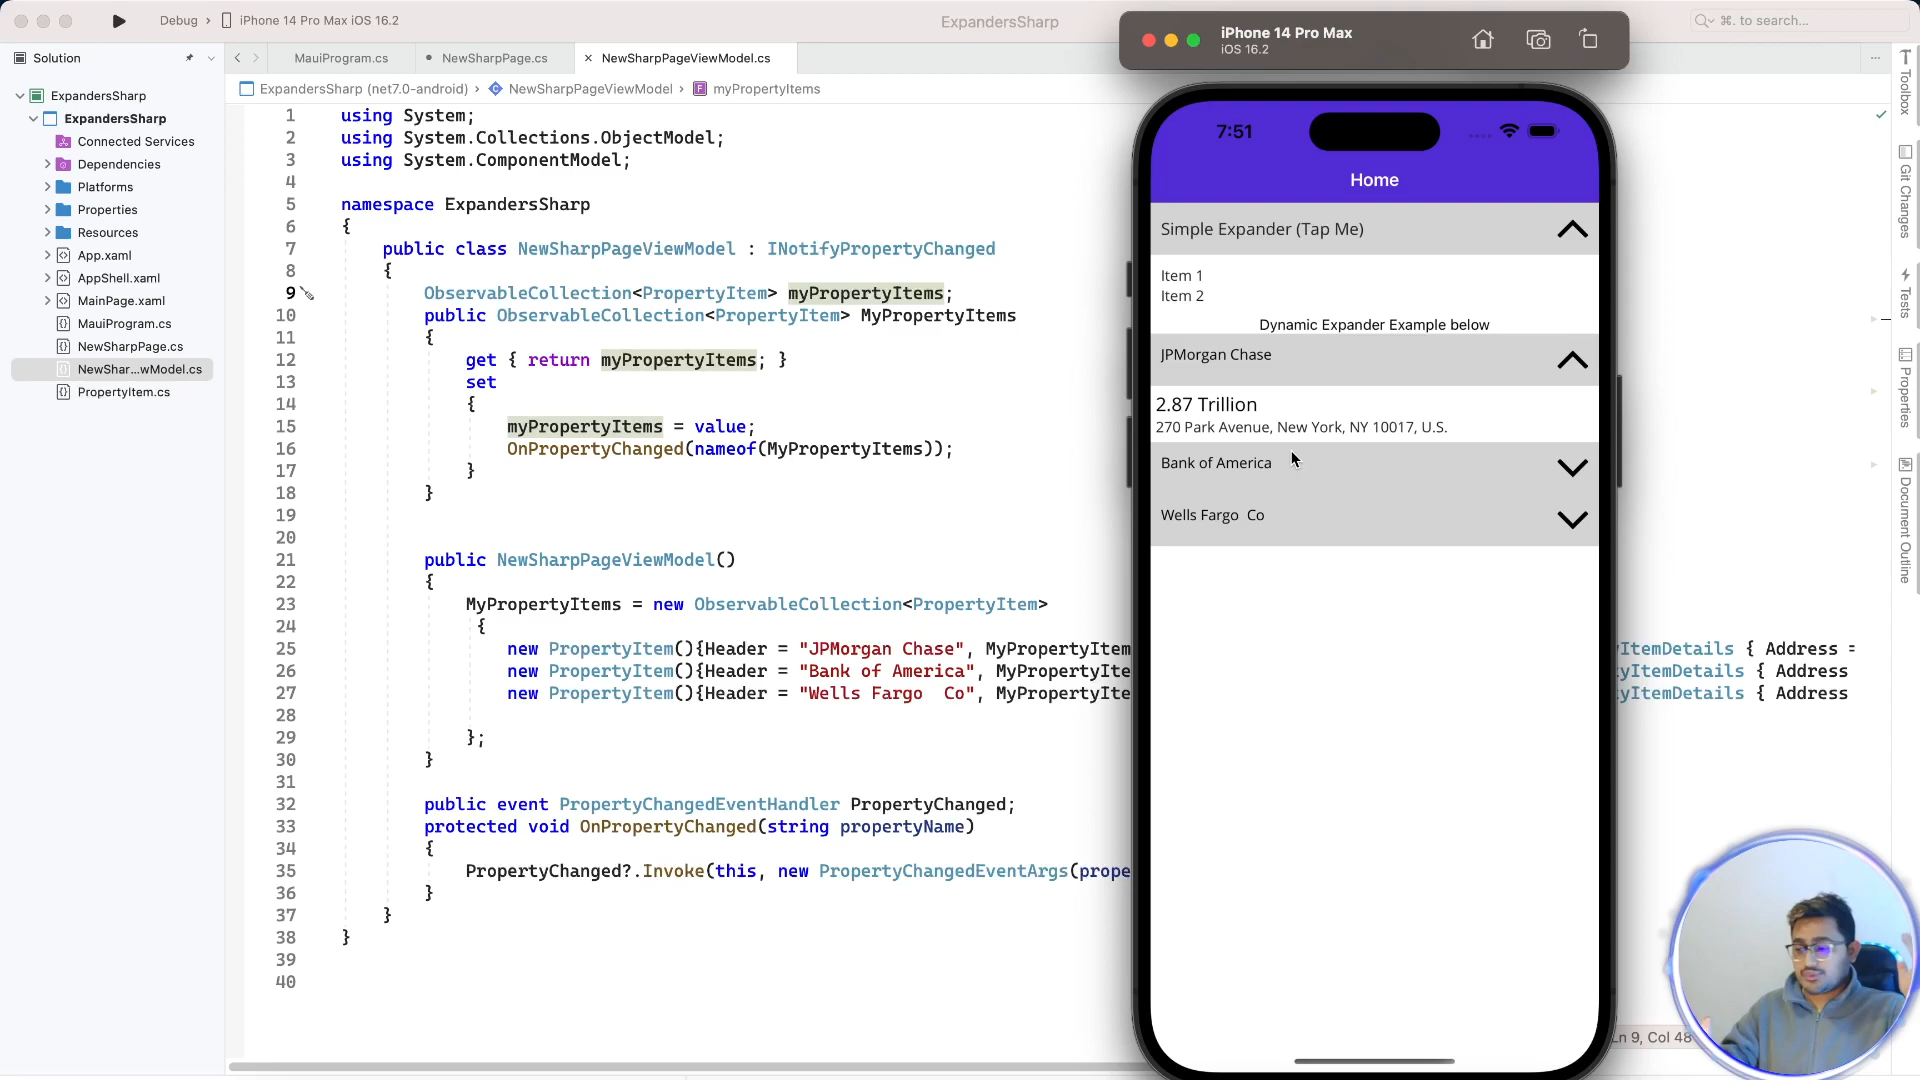 Debug › iPhone 14 Pro Max iOS 16.2
ExpandersSharp
⌘. to search...
iPhone 14 Pro Max
iOS 16.2
Solution
MauiProgram.cs
NewSharpPage.cs
NewSharpPageViewModel.cs
ExpandersSharp (net7.0-android) › NewSharpPageViewModel › myPropertyItems
ExpandersSharp
ExpandersSharp
Connected Services
Dependencies
Platforms
Properties
Resources
App.xaml
AppShell.xaml
MainPage.xaml
MauiProgram.cs
NewSharpPage.cs
NewShar...wModel.cs
PropertyItem.cs
1 using System;
2 using System.Collections.ObjectModel;
3 using System.ComponentModel;
4
5 namespace ExpandersSharp
6 {
7 public class NewSharpPageViewModel : INotifyPropertyChanged
8 {
9 ObservableCollection<PropertyItem> myPropertyItems;
10 public ObservableCollection<PropertyItem> MyPropertyItems
11 {
12 get { return myPropertyItems; }
13 set
14 {
15 myPropertyItems = value;
16 OnPropertyChanged(nameof(MyPropertyItems));
17 }
18 }
19
20
21 public NewSharpPageViewModel()
22 {
23 MyPropertyItems = new ObservableCollection<PropertyItem>
24 {
25 new PropertyItem(){Header = "JPMorgan Chase", MyPropertyItem
26 new PropertyItem(){Header = "Bank of America", MyPropertyIte
27 new PropertyItem(){Header = "Wells Fargo  Co", MyPropertyIte
28
29 };
30 }
31
32 public event PropertyChangedEventHandler PropertyChanged;
33 protected void OnPropertyChanged(string propertyName)
34 {
35 PropertyChanged?.Invoke(this, new PropertyChangedEventArgs(prope
36 }
37 }
38 }
39
40
7:51
Home
Simple Expander (Tap Me)
Item 1
Item 2
Dynamic Expander Example below
JPMorgan Chase
2.87 Trillion
270 Park Avenue, New York, NY 10017, U.S.
Bank of America
Wells Fargo  Co
yItemDetails { Address =
yItemDetails { Address
yItemDetails { Address
Toolbox
Git Changes
Tests
Properties
Document Outline
Ln 9, Col 48